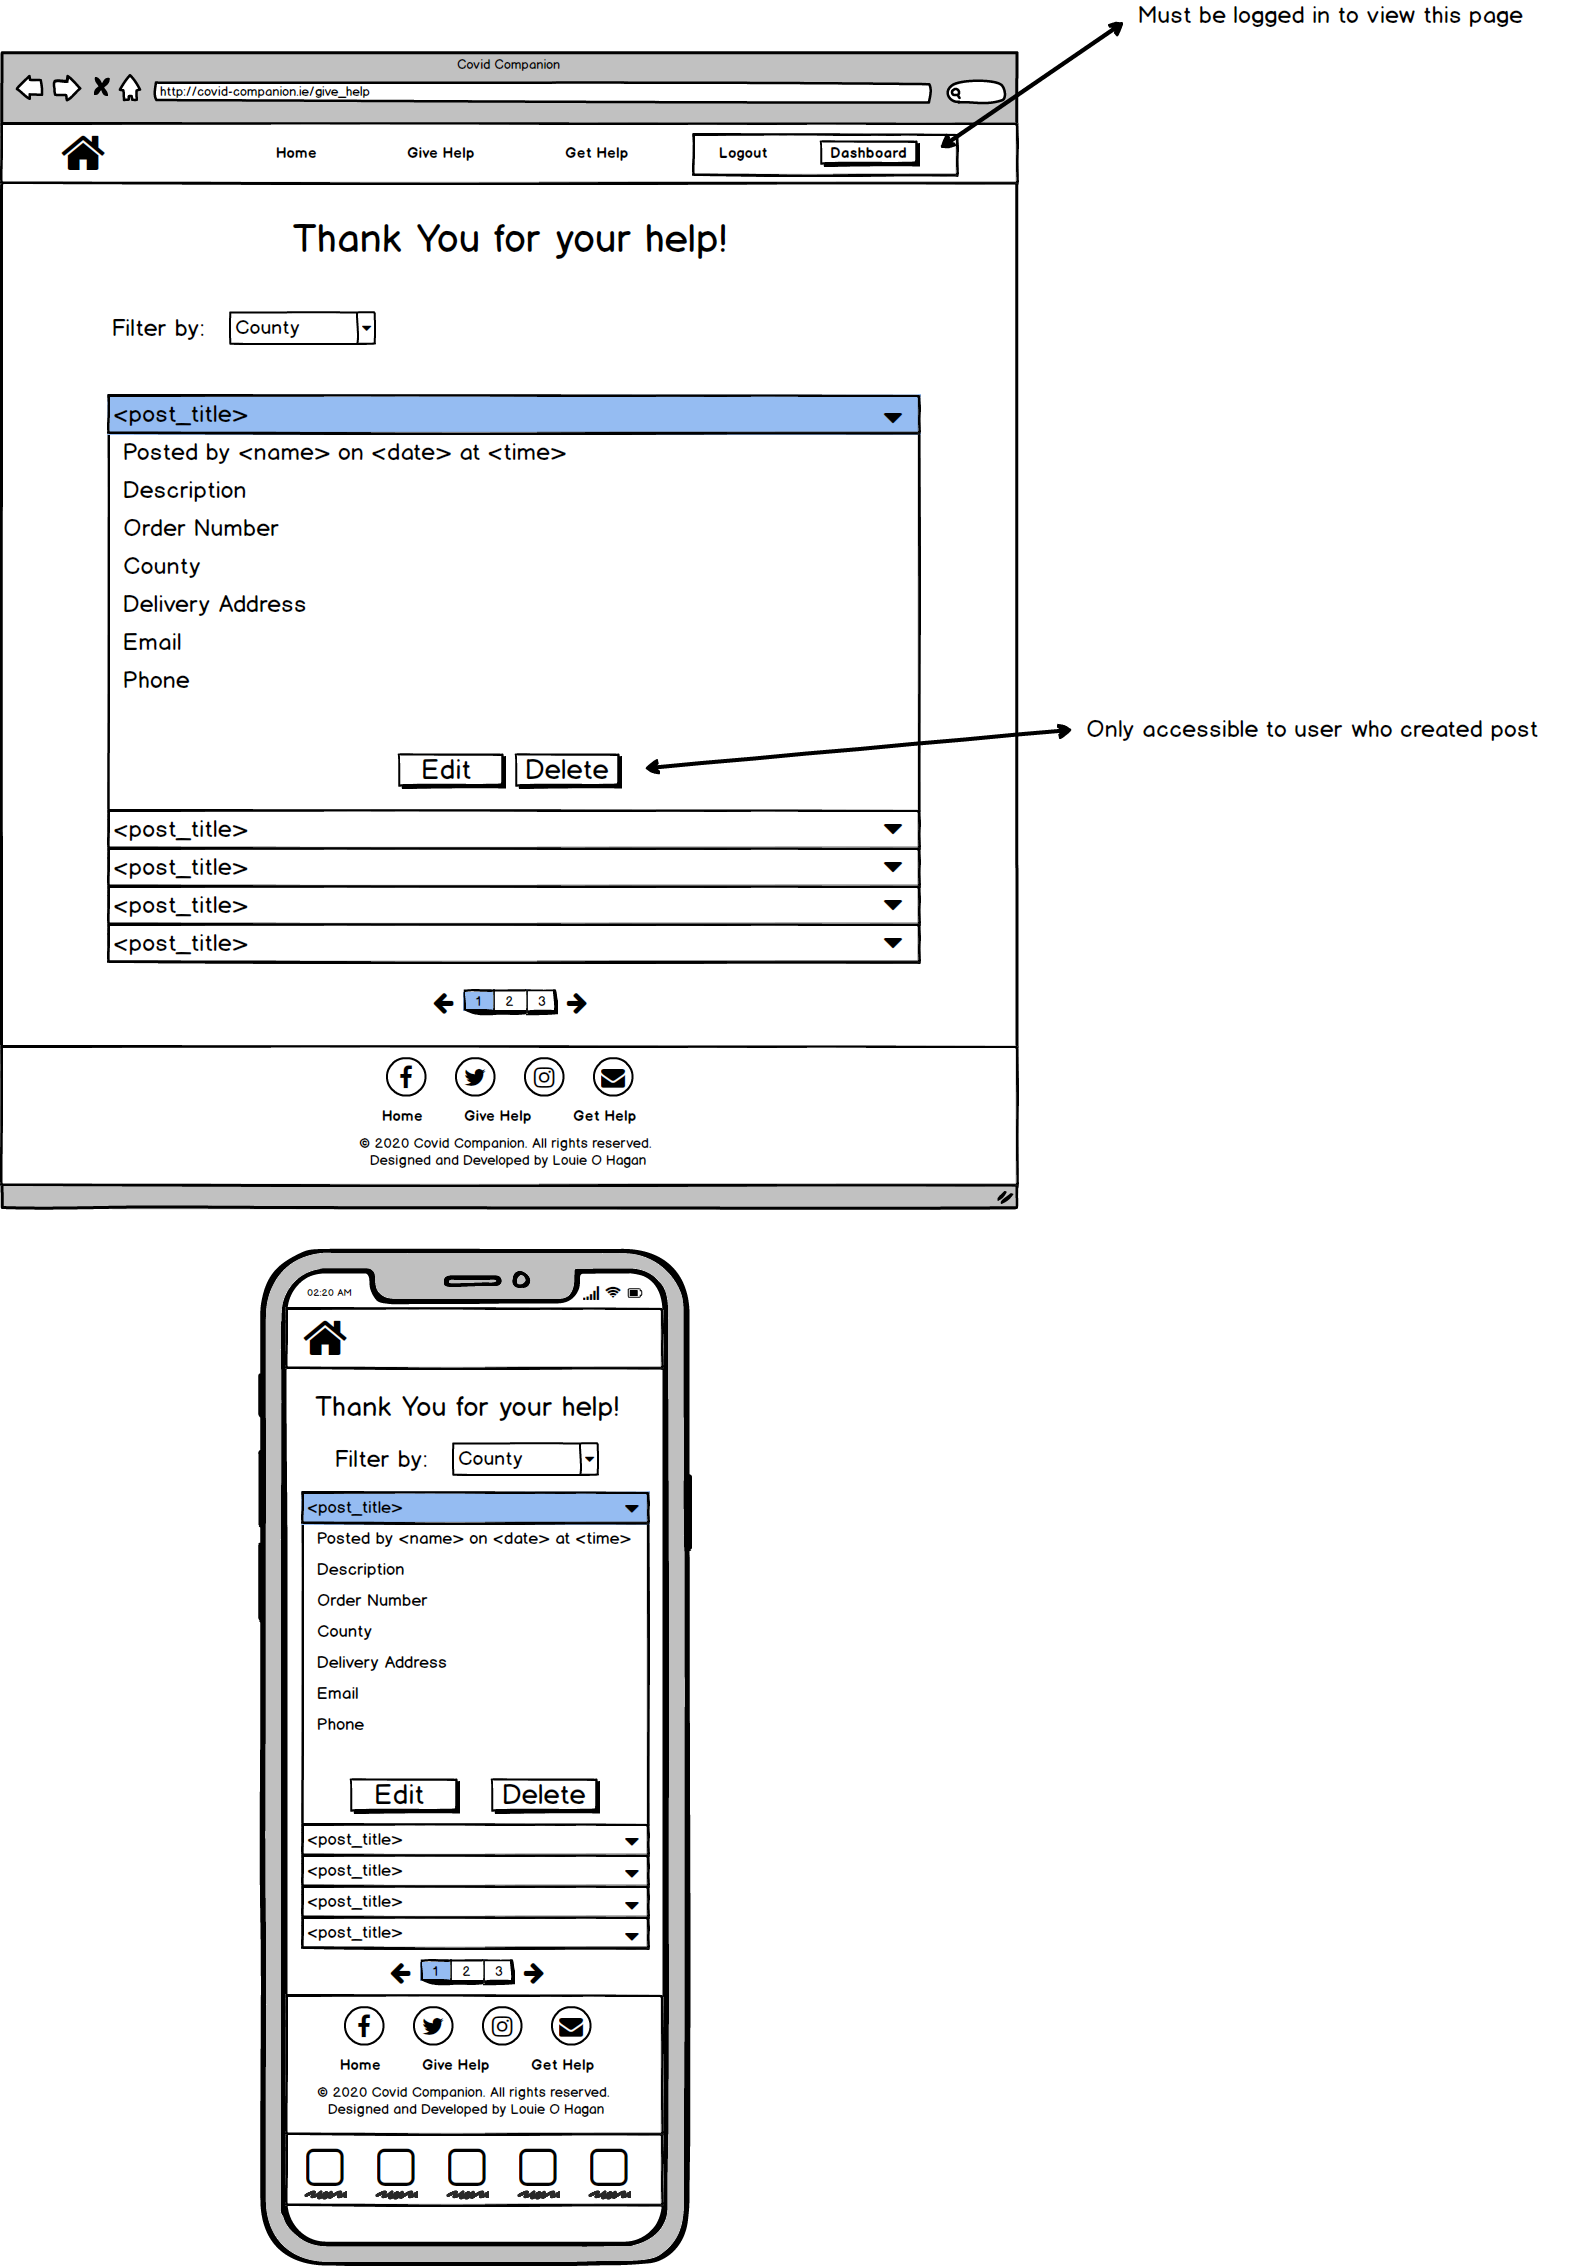 Must be logged in to view this page
Covid Companion
http://covid-companion.ie/give_help
Home Give Help Get Help Logout Dashboard
Thank You for your help!
Filter by: County
<post_title>
Posted by <name> on <date> at <time>
Description
Order Number
County
Delivery Address
Email
Phone
Only accessible to user who created post
Edit Delete
<post_title>
<post_title>
<post_title>
<post_title>
1 2 3
Home Give Help Get Help
© 2020 Covid Companion. All rights reserved.
Designed and Developed by Louie O Hagan
02:20 AM
Thank You for your help!
Filter by: County
<post_title>
Posted by <name> on <date> at <time>
Description
Order Number
County
Delivery Address
Email
Phone
Edit Delete
<post_title>
<post_title>
<post_title>
<post_title>
1 2 3
Home Give Help Get Help
© 2020 Covid Companion. All rights reserved.
Designed and Developed by Louie O Hagan